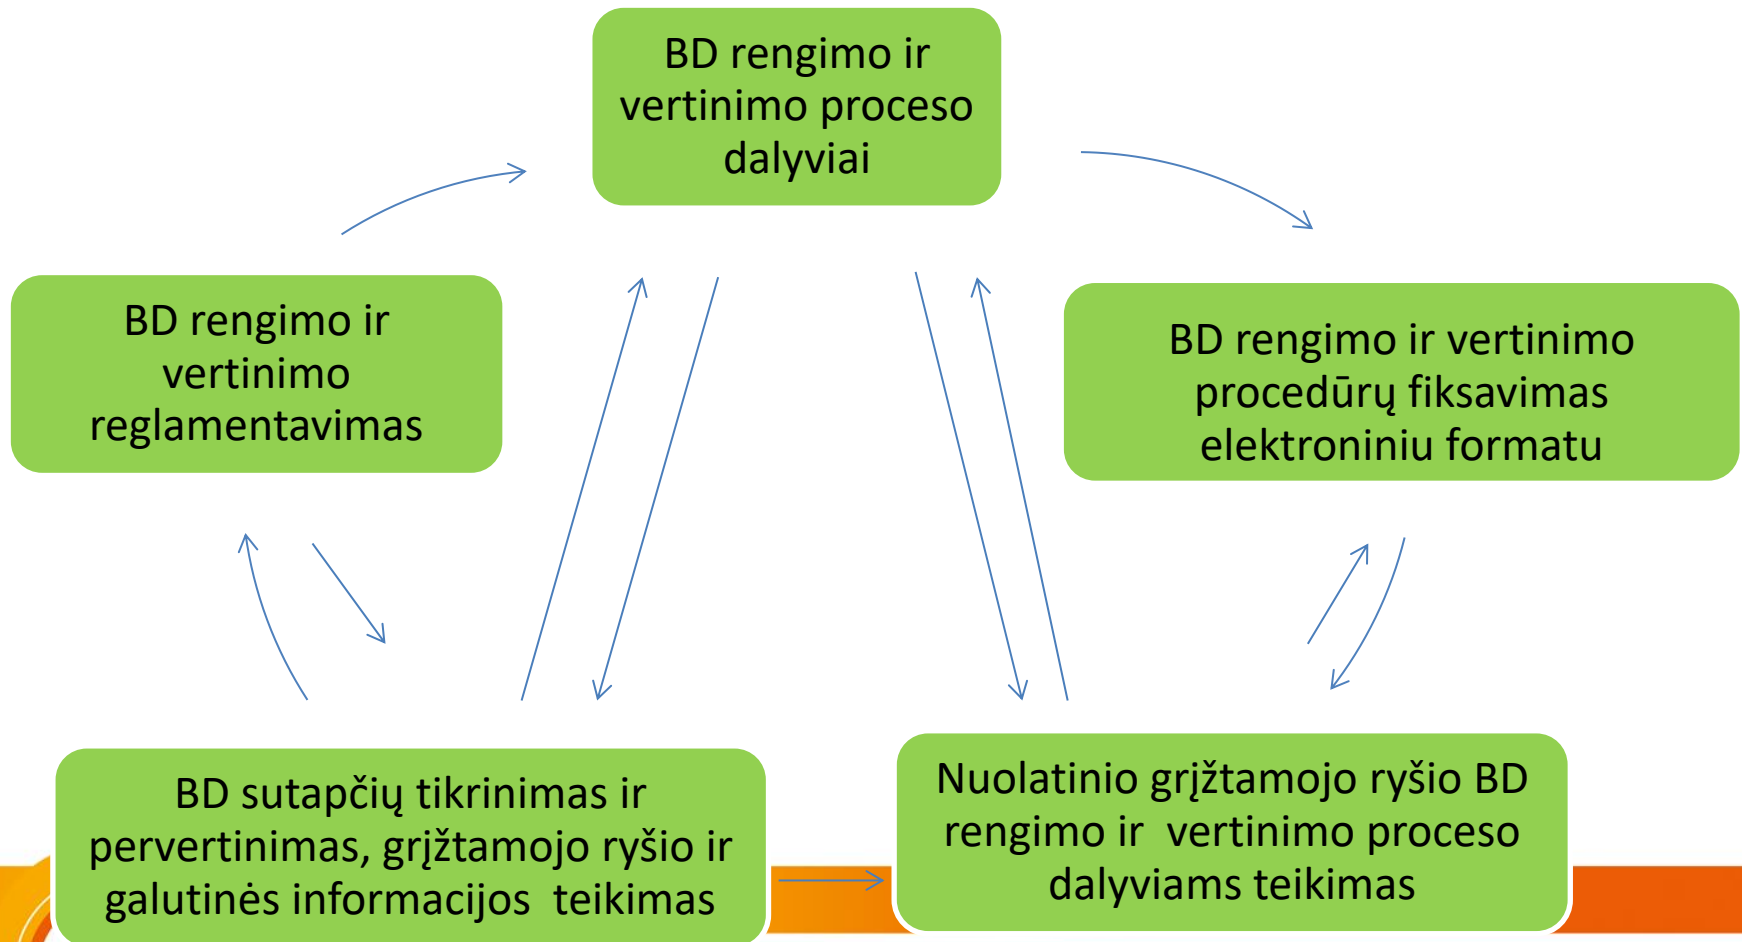 BD rengimo ir
vertinimo proceso
dalyviai
BD rengimo ir
vertinimo
reglamentavimas
BD rengimo ir vertinimo
procedūrų fiksavimas
elektroniniu formatu
BD sutapčių tikrinimas ir
pervertinimas, grįžtamojo ryšio ir
galutinės informacijos teikimas
Nuolatinio grįžtamojo ryšio BD
rengimo ir vertinimo proceso
dalyviams teikimas